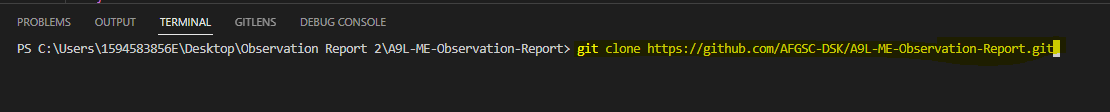 PROBLEMS OUTPUT TERMINAL GITLENS DEBUG CONSOLE
PS C:\Users\1594583856E\Desktop\Observation Report 2\A9L-ME-Observation-Report> git clone https://github.com/AFGSC-DSK/A9L-ME-Observation-Report.git